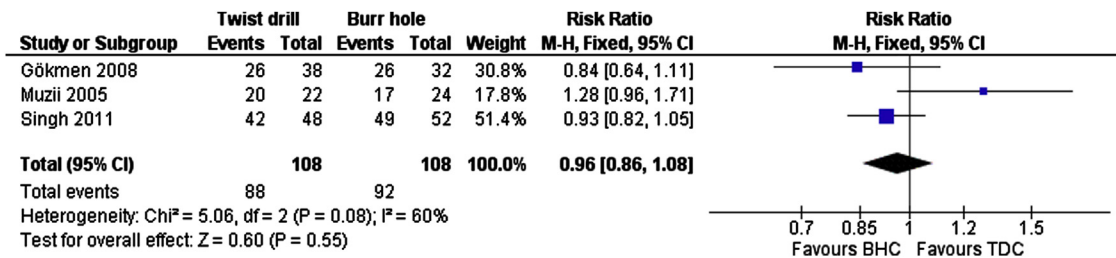 Twist drill Burr hole Risk Ratio Risk Ratio
Study or Subgroup Events Total Events Total Weight M-H, Fixed, 95% CI M-H, Fixed, 95% CI
Gökmen 2008 26 38 26 32 30.8% 0.84 [0.64, 1.11]
Muzii 2005 20 22 17 24 17.8% 1.28 [0.96, 1.71]
Singh 2011 42 48 49 52 51.4% 0.93 [0.82, 1.05]
Total (95% CI) 108 108 100.0% 0.96 [0.86, 1.08]
Total events 88 92
Heterogeneity: Chi² = 5.06, df = 2 (P = 0.08); I² = 60%
Test for overall effect: Z = 0.60 (P = 0.55)
0.7 0.85 1 1.2 1.5
Favours BHC Favours TDC